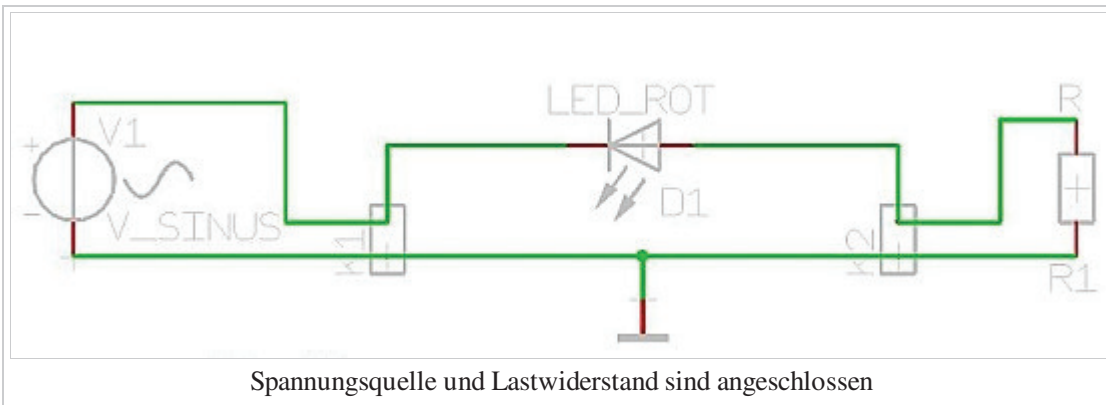 LED_ROT
R
V1
+
-
D1
V_SINUS
K1
K2
R1
Spannungsquelle und Lastwiderstand sind angeschlossen